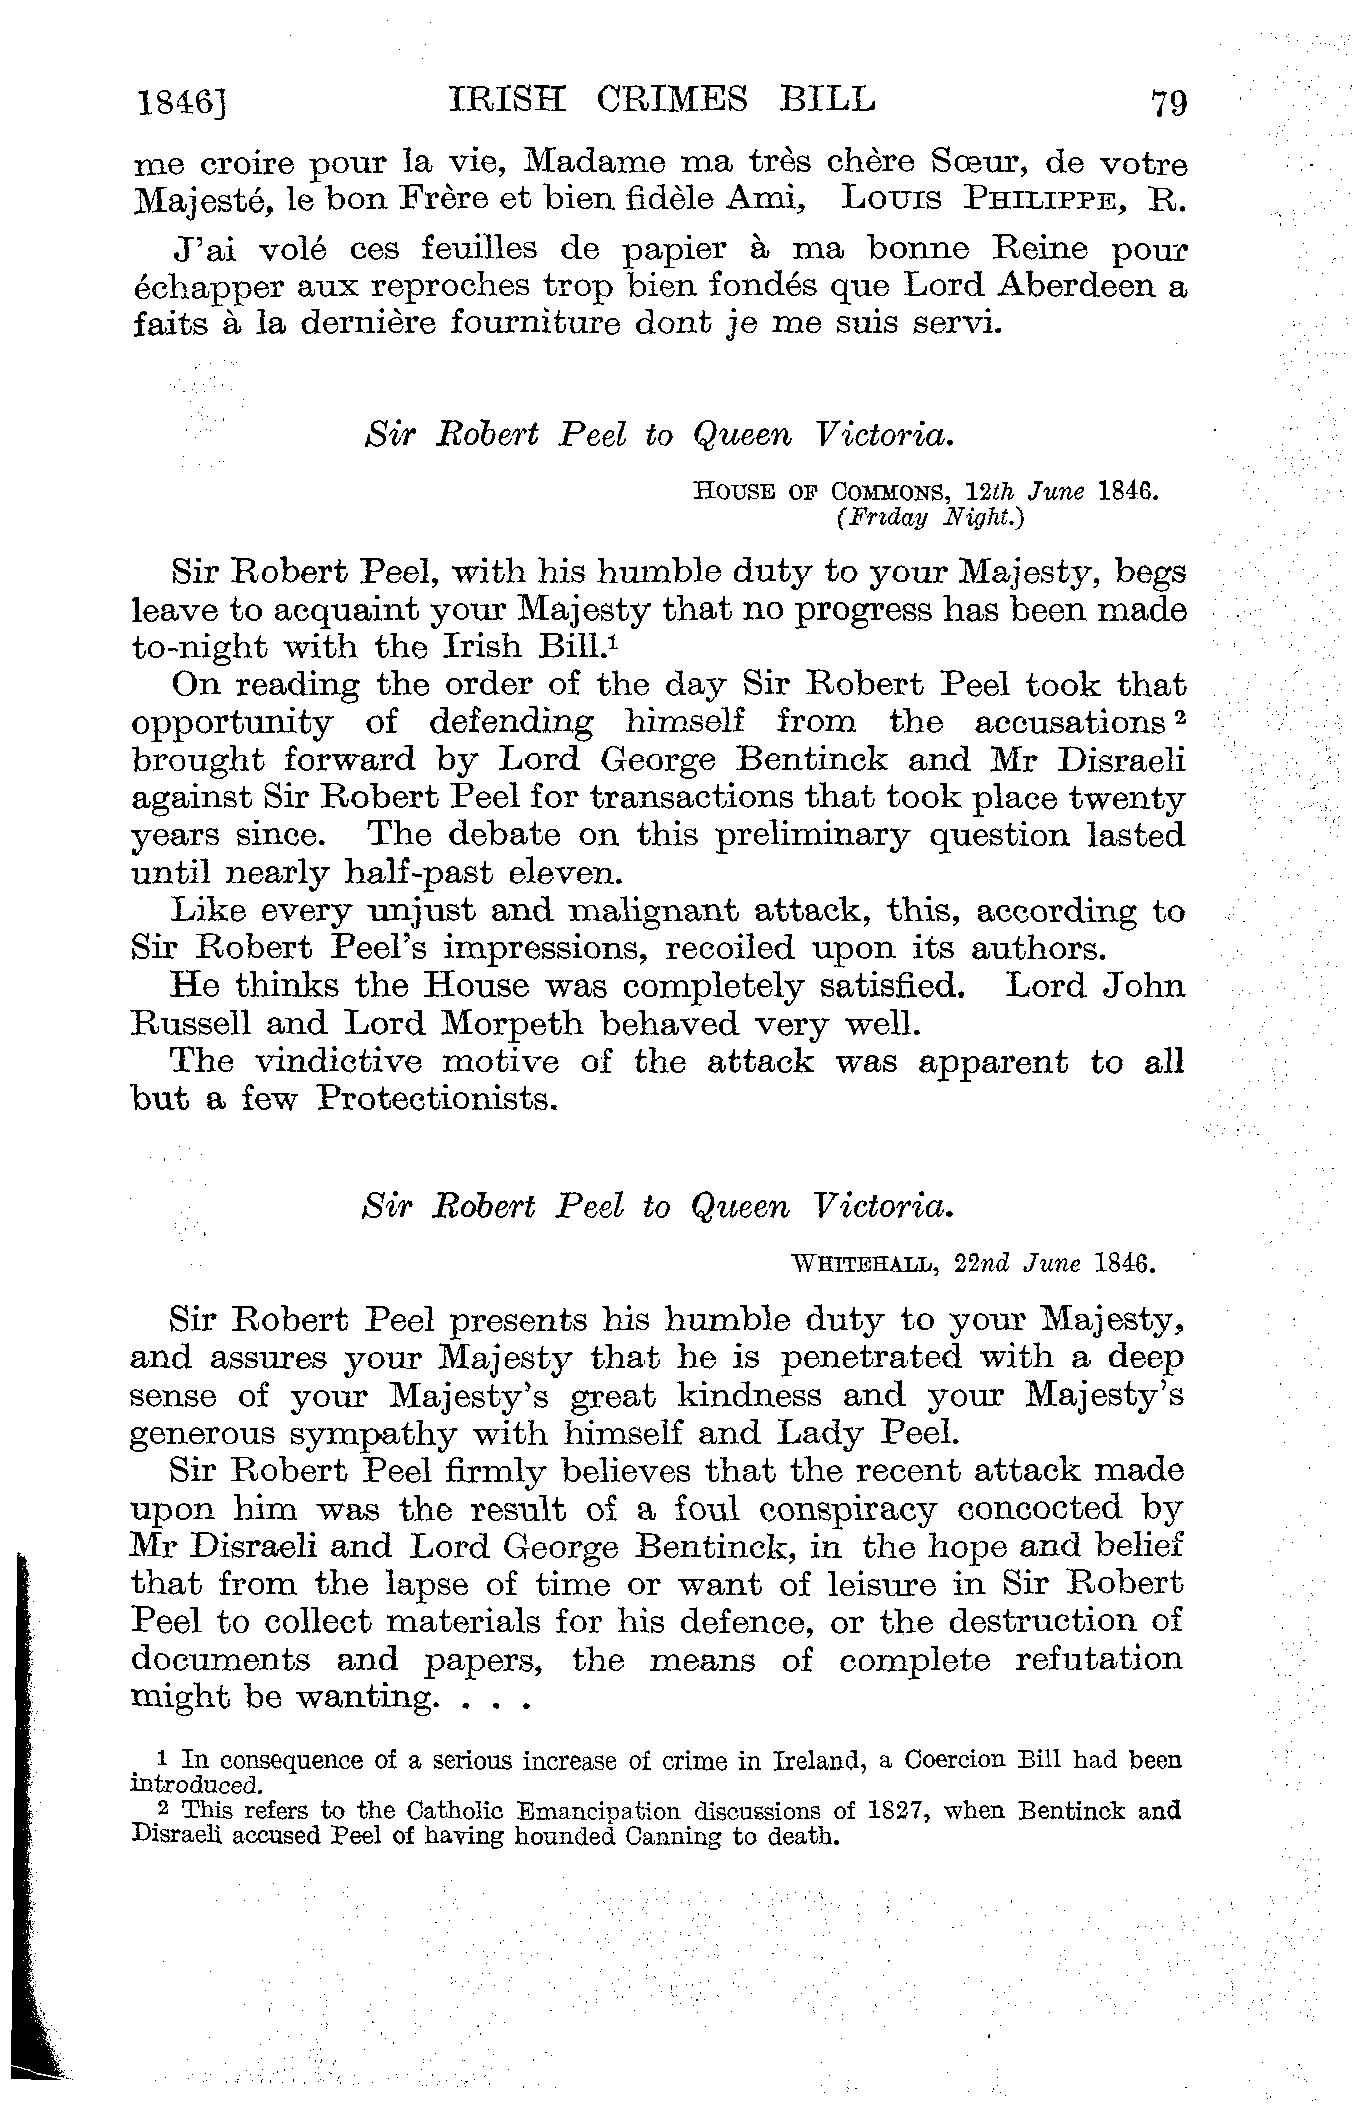 1846] IRISH CRIMES BILL 79
me croire pour la vie, Madame ma très chère Sœur, de votre
Majesté, le bon Frère et bien fidèle Ami, LOUIS PHILIPPE, R.
J'ai volé ces feuilles de papier à ma bonne Reine pour
échapper aux reproches trop bien fondés que Lord Aberdeen a
faits à la dernière fourniture dont je me suis servi.
Sir Robert Peel to Queen Victoria.
HOUSE OF COMMONS, 12th June 1846.
(Friday Night.)
Sir Robert Peel, with his humble duty to your Majesty, begs
leave to acquaint your Majesty that no progress has been made
to-night with the Irish Bill.¹
On reading the order of the day Sir Robert Peel took that
opportunity of defending himself from the accusations ²
brought forward by Lord George Bentinck and Mr Disraeli
against Sir Robert Peel for transactions that took place twenty
years since. The debate on this preliminary question lasted
until nearly half-past eleven.
Like every unjust and malignant attack, this, according to
Sir Robert Peel's impressions, recoiled upon its authors.
He thinks the House was completely satisfied. Lord John
Russell and Lord Morpeth behaved very well.
The vindictive motive of the attack was apparent to all
but a few Protectionists.
Sir Robert Peel to Queen Victoria.
WHITEHALL, 22nd June 1846.
Sir Robert Peel presents his humble duty to your Majesty,
and assures your Majesty that he is penetrated with a deep
sense of your Majesty's great kindness and your Majesty's
generous sympathy with himself and Lady Peel.
Sir Robert Peel firmly believes that the recent attack made
upon him was the result of a foul conspiracy concocted by
Mr Disraeli and Lord George Bentinck, in the hope and belief
that from the lapse of time or want of leisure in Sir Robert
Peel to collect materials for his defence, or the destruction of
documents and papers, the means of complete refutation
might be wanting. . . .
1 In consequence of a serious increase of crime in Ireland, a Coercion Bill had been
introduced.
2 This refers to the Catholic Emancipation discussions of 1827, when Bentinck and
Disraeli accused Peel of having hounded Canning to death.